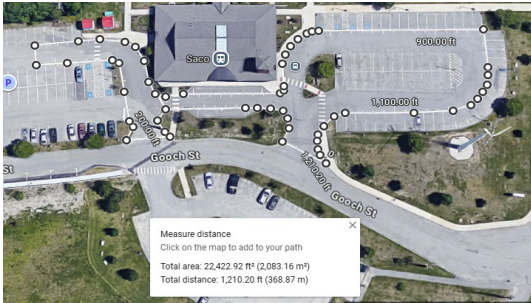 900.00 ft
Saco
P
1,100.00 ft
200.00 ft
0
St
Gooch St
1,210.20 ft
Gooch St
Measure distance
Click on the map to add to your path
Total area: 22,422.92 ft² (2,083.16 m²)
Total distance: 1,210.20 ft (368.87 m)